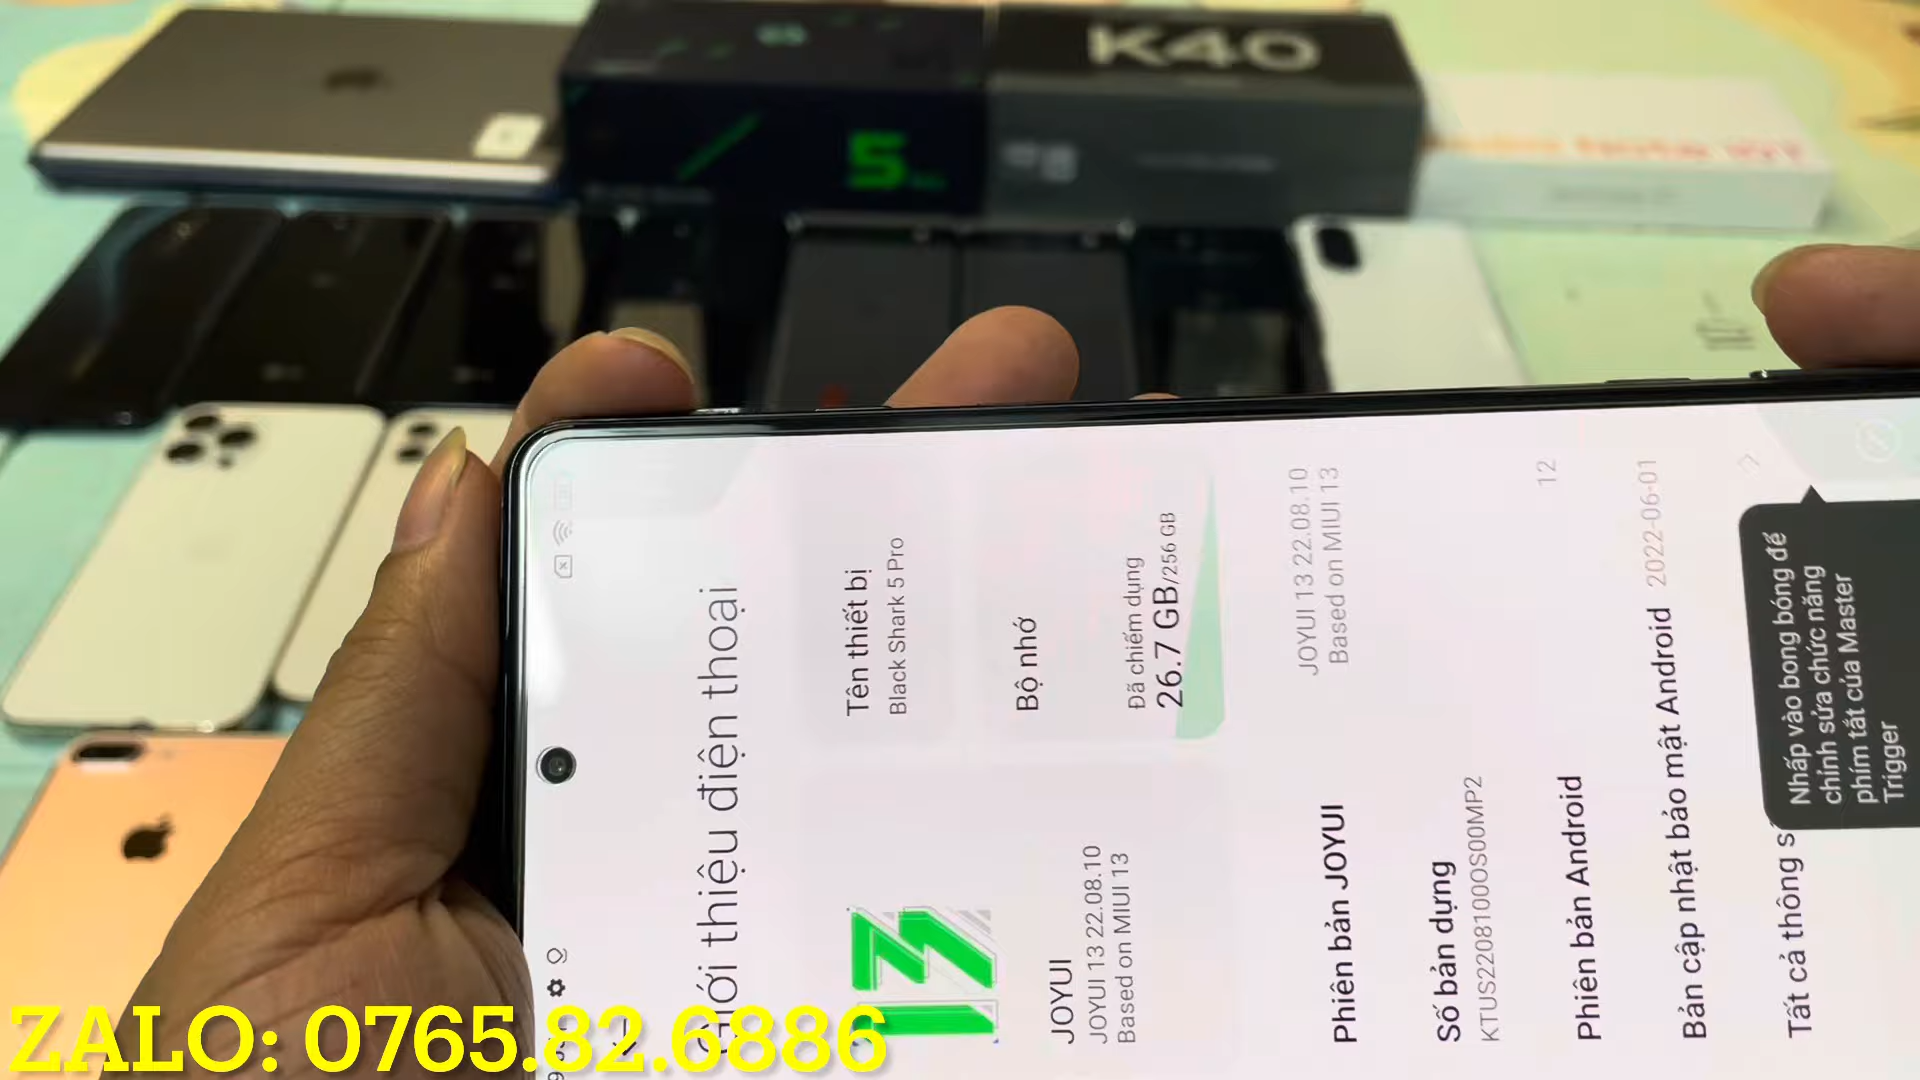 K40
5
Giới thiệu điện thoại
Tên thiết bị
Black Shark 5 Pro
Bộ nhớ
Đã chiếm dụng
26.7 GB/256 GB
13
JOYUI
JOYUI 13 22.08.10
Based on MIUI 13
Phiên bản JOYUI
JOYUI 13 22.08.10
Based on MIUI 13
Số bản dựng
KTUS2208100OS00MP2
Phiên bản Android
12
Bản cập nhật bảo mật Android
2022-06-01
Tất cả thông s
Nhấp vào bong bóng để
chỉnh sửa chức năng
phím tắt của Master
Trigger
ZALO: 0765.82.6886